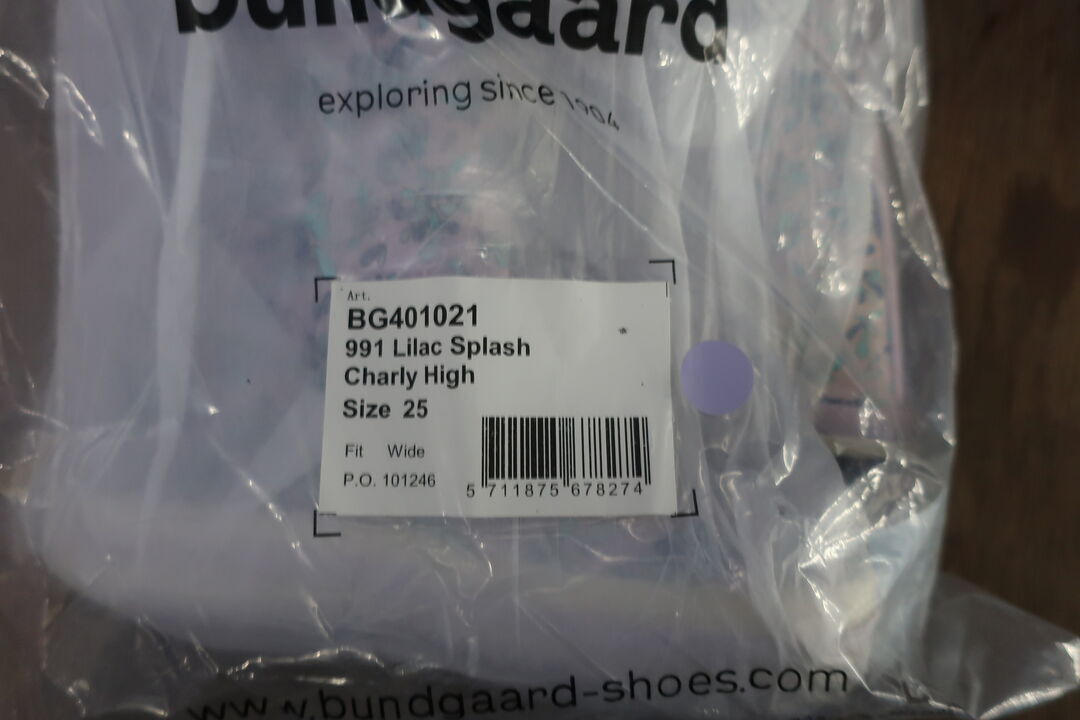 bundgaard
exploring since 1904
Art.
BG401021
991 Lilac Splash
Charly High
Size 25
Fit Wide
P.O. 101246
5 711875 678274
www.bundgaard-shoes.com